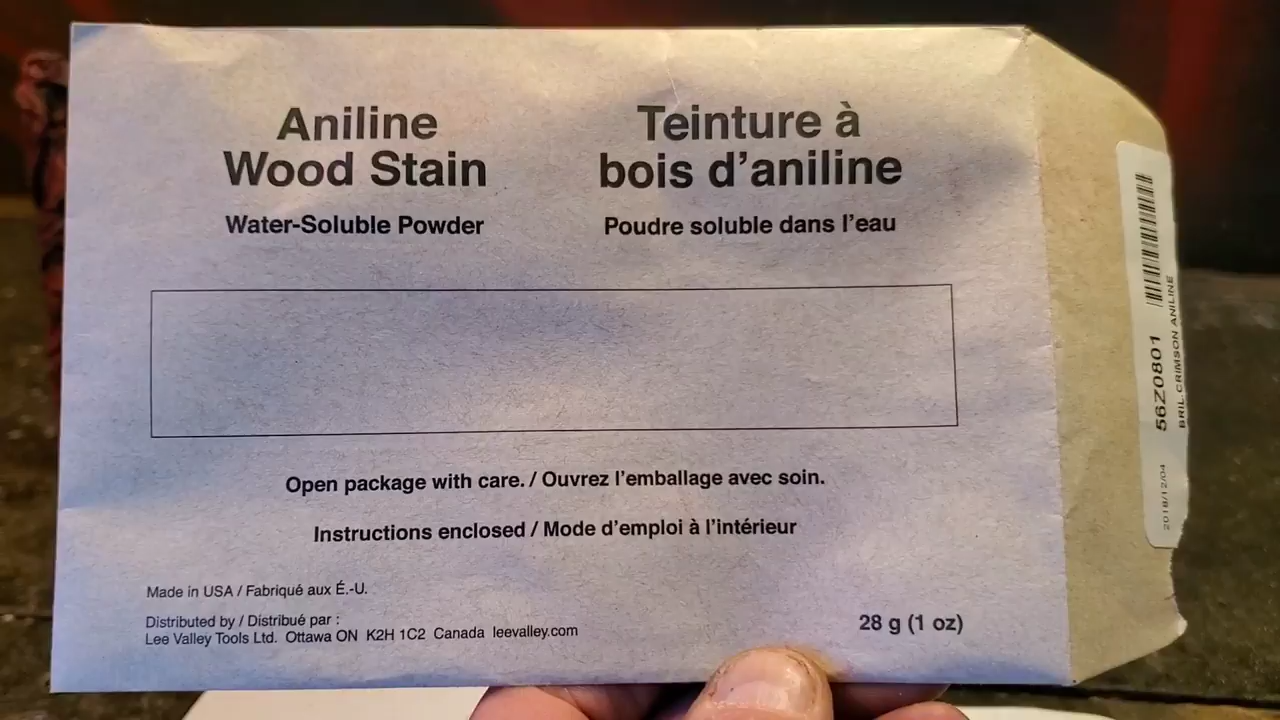 Aniline
Wood Stain
Water-Soluble Powder
Teinture à
bois d'aniline
Poudre soluble dans l'eau
Open package with care. / Ouvrez l'emballage avec soin.
Instructions enclosed / Mode d'emploi à l'intérieur
Made in USA / Fabriqué aux É.-U.
Distributed by / Distribué par :
Lee Valley Tools Ltd. Ottawa ON K2H 1C2 Canada leevalley.com
28 g (1 oz)
2018/12/04 56Z0801
BRIL.CRIMSON ANILINE